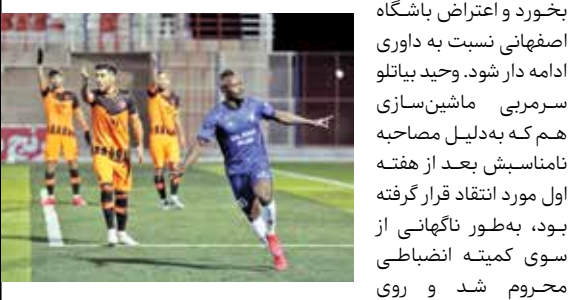 بخورد و اعتراض باشگاه
اصفهانی نسبت به داوری
ادامه دار شود. وحید بیاتلو
سرمربی ماشین‌سازی
هم که به‌دلیل مصاحبه
نامناسبش بعد از هفته
اول مورد انتقاد قرار گرفته
بود، به‌طور ناگهانی از
سوی کمیته انضباطی
محروم شد و روی